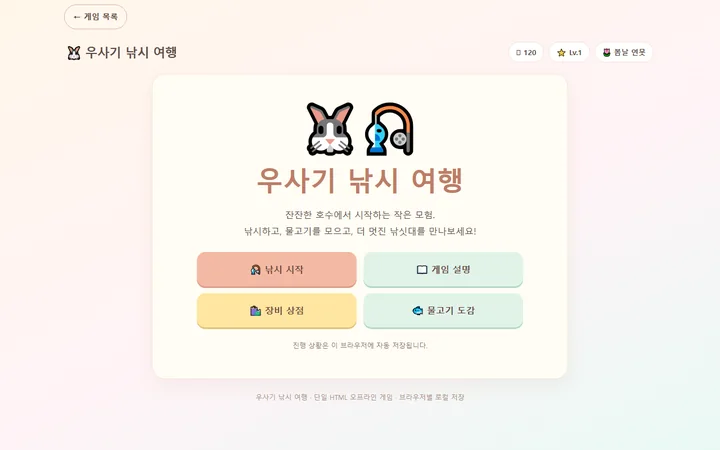 ← 게임 목록
우사기 낚시 여행
120
Lv.1
봄날 연못
우사기 낚시 여행
잔잔한 호수에서 시작하는 작은 모험.
낚시하고, 물고기를 모으고, 더 멋진 낚싯대를 만나보세요!
낚시 시작
게임 설명
장비 상점
물고기 도감
진행 상황은 이 브라우저에 자동 저장됩니다.
우사기 낚시 여행 · 단일 HTML 오프라인 게임 · 브라우저별 로컬 저장